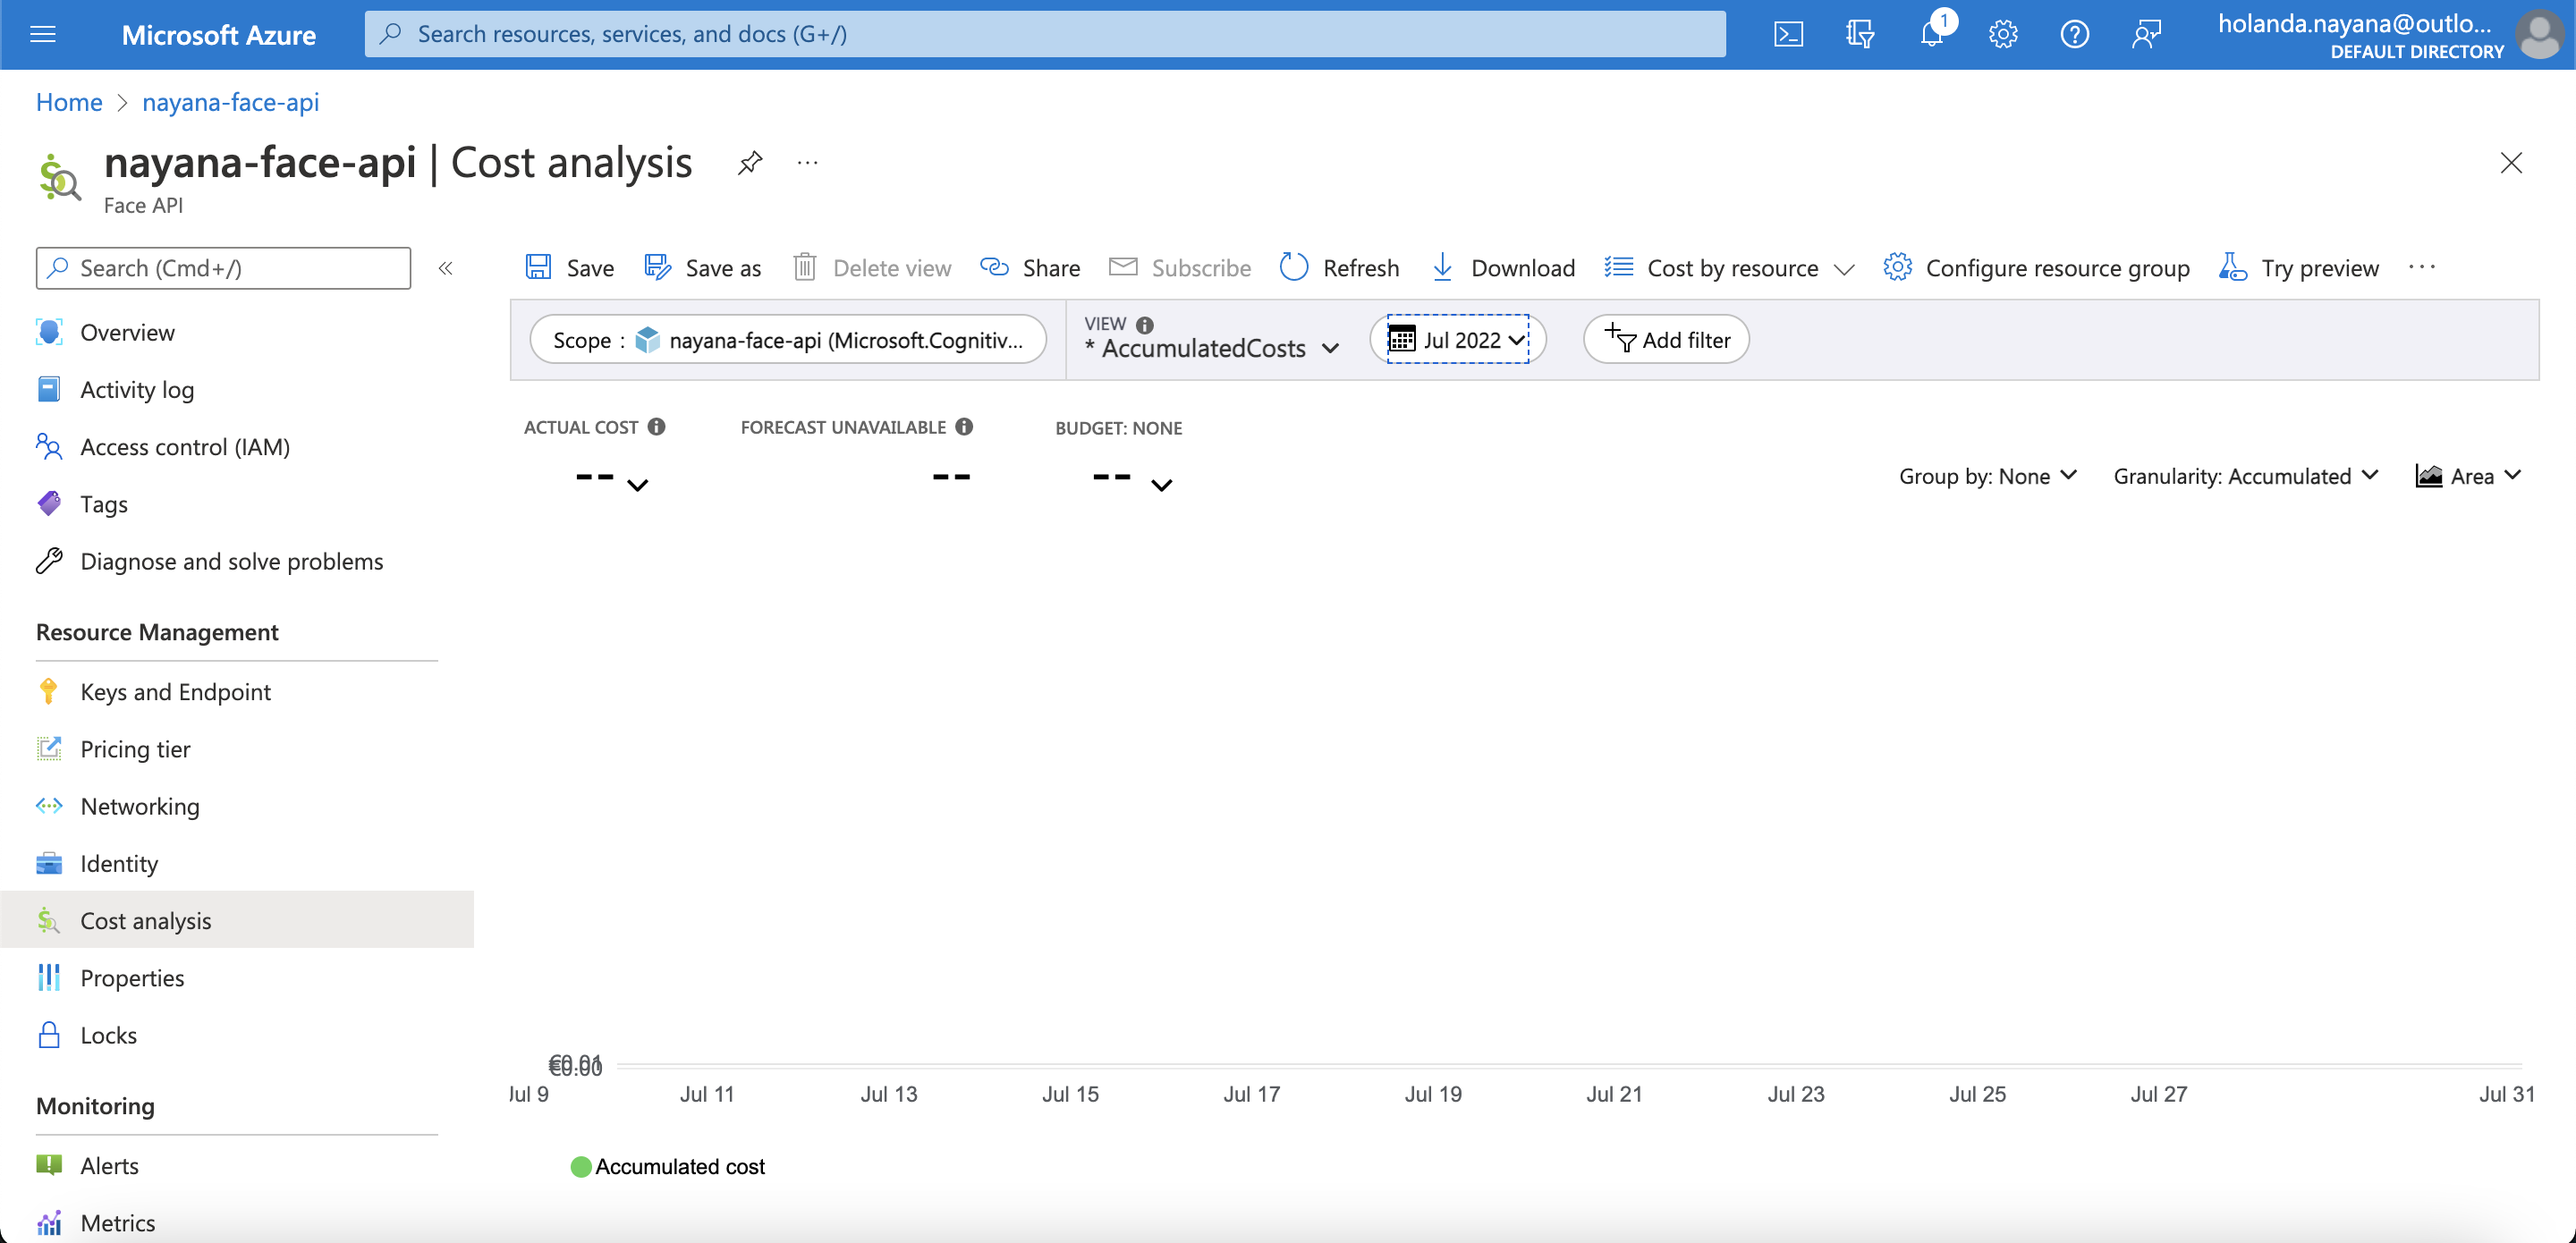 Microsoft Azure
Search resources, services, and docs (G+/)
1
holanda.nayana@outlo...
DEFAULT DIRECTORY
Home > nayana-face-api
nayana-face-api | Cost analysis
Face API
Search (Cmd+/)
Overview
Activity log
Access control (IAM)
Tags
Diagnose and solve problems
Resource Management
Keys and Endpoint
Pricing tier
Networking
Identity
Cost analysis
Properties
Locks
Monitoring
Alerts
Metrics
Save
Save as
Delete view
Share
Subscribe
Refresh
Download
Cost by resource
Configure resource group
Try preview
Scope : nayana-face-api (Microsoft.Cognitiv...
VIEW
* AccumulatedCosts
Jul 2022
Add filter
ACTUAL COST
--
FORECAST UNAVAILABLE
--
BUDGET: NONE
--
Group by: None
Granularity: Accumulated
Area
€0.01
€0.00
Jul 9
Jul 11
Jul 13
Jul 15
Jul 17
Jul 19
Jul 21
Jul 23
Jul 25
Jul 27
Jul 31
Accumulated cost